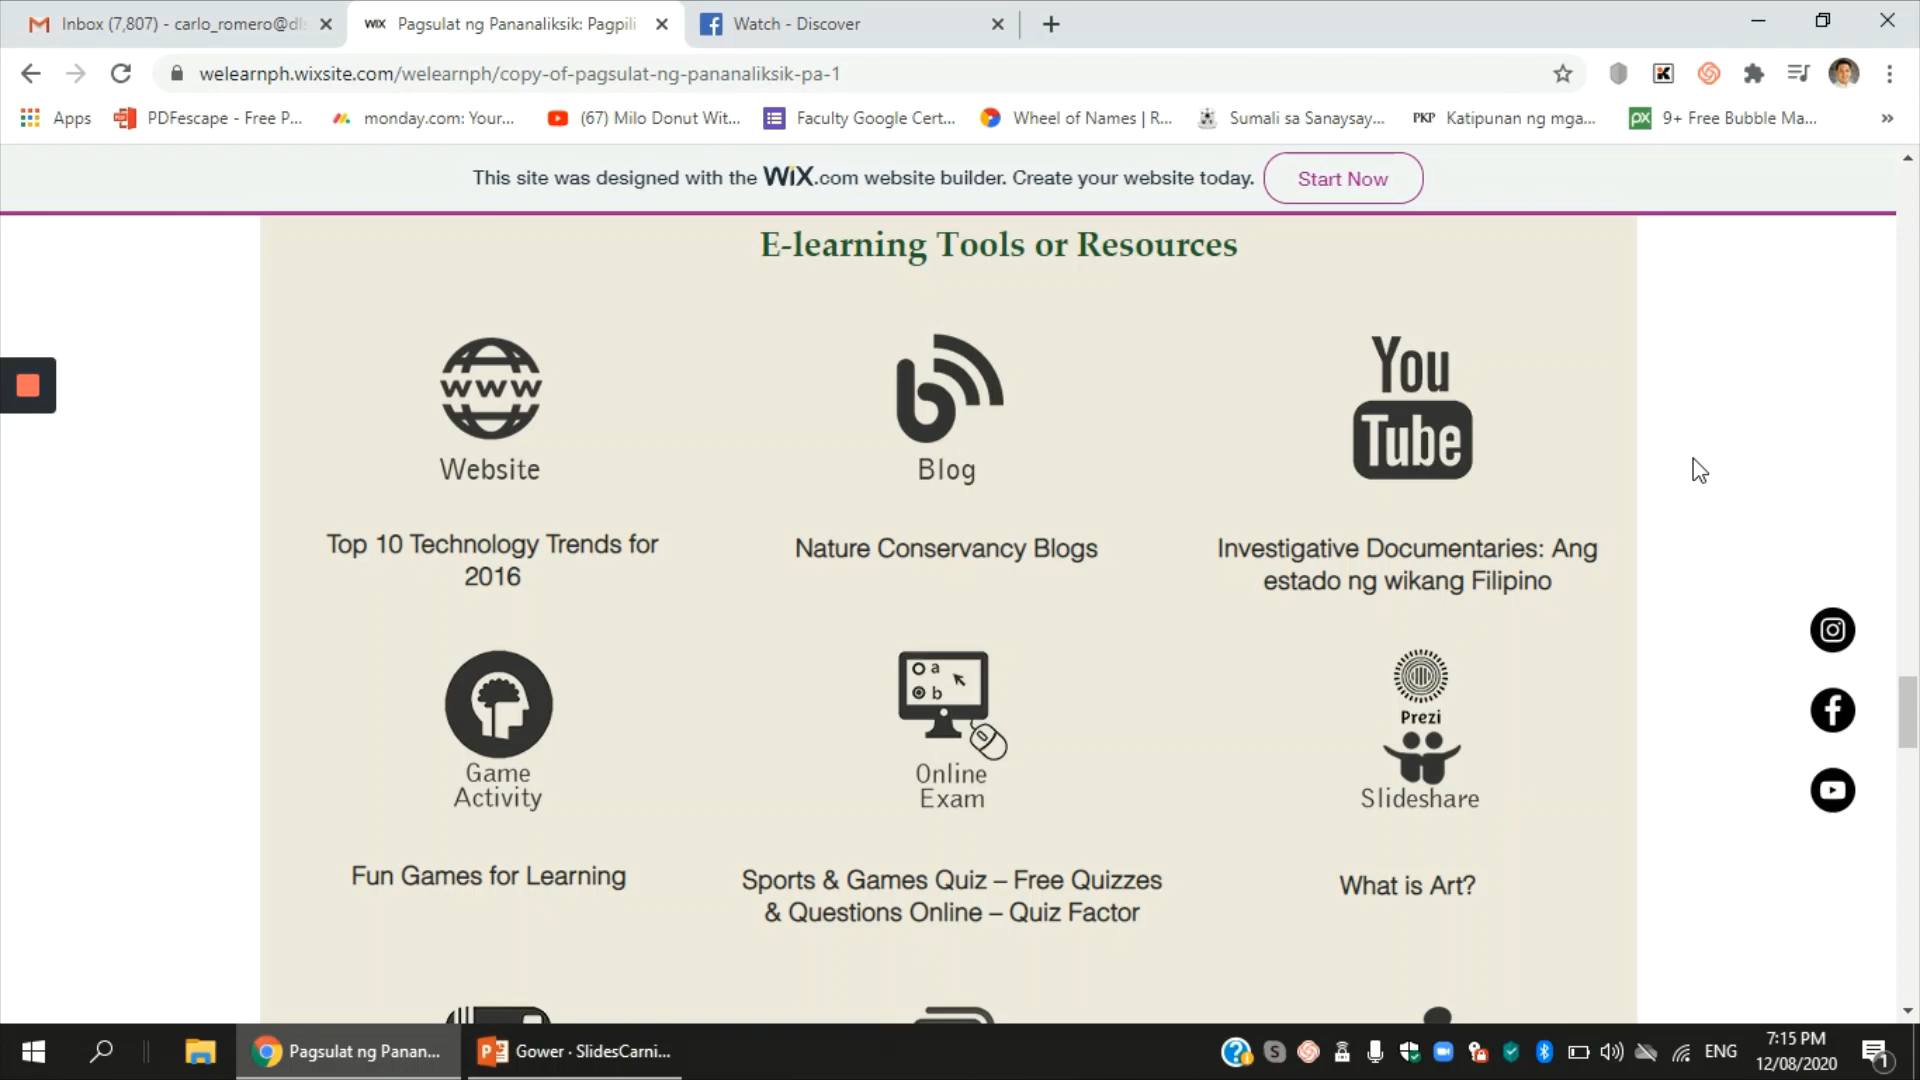 Inbox (7,807) - carlo_romero@dl
WiX Pagsulat ng Pananaliksik: Pagpili
Watch - Discover
welearnph.wixsite.com/welearnph/copy-of-pagsulat-ng-pananaliksik-pa-1
Apps
PDFescape - Free P...
monday.com: Your...
(67) Milo Donut Wit...
Faculty Google Cert...
Wheel of Names | R...
Sumali sa Sanaysay...
PKP Katipunan ng mga...
px 9+ Free Bubble Ma...
This site was designed with the WiX.com website builder. Create your website today.
Start Now
E-learning Tools or Resources
www
Website
Blog
You
Tube
Top 10 Technology Trends for
2016
Nature Conservancy Blogs
Investigative Documentaries: Ang
estado ng wikang Filipino
Game
Activity
a
b
Online
Exam
Prezi
Slideshare
Fun Games for Learning
Sports & Games Quiz – Free Quizzes
& Questions Online – Quiz Factor
What is Art?
Pagsulat ng Panan...
Gower · SlidesCarni...
ENG
7:15 PM
12/08/2020
1